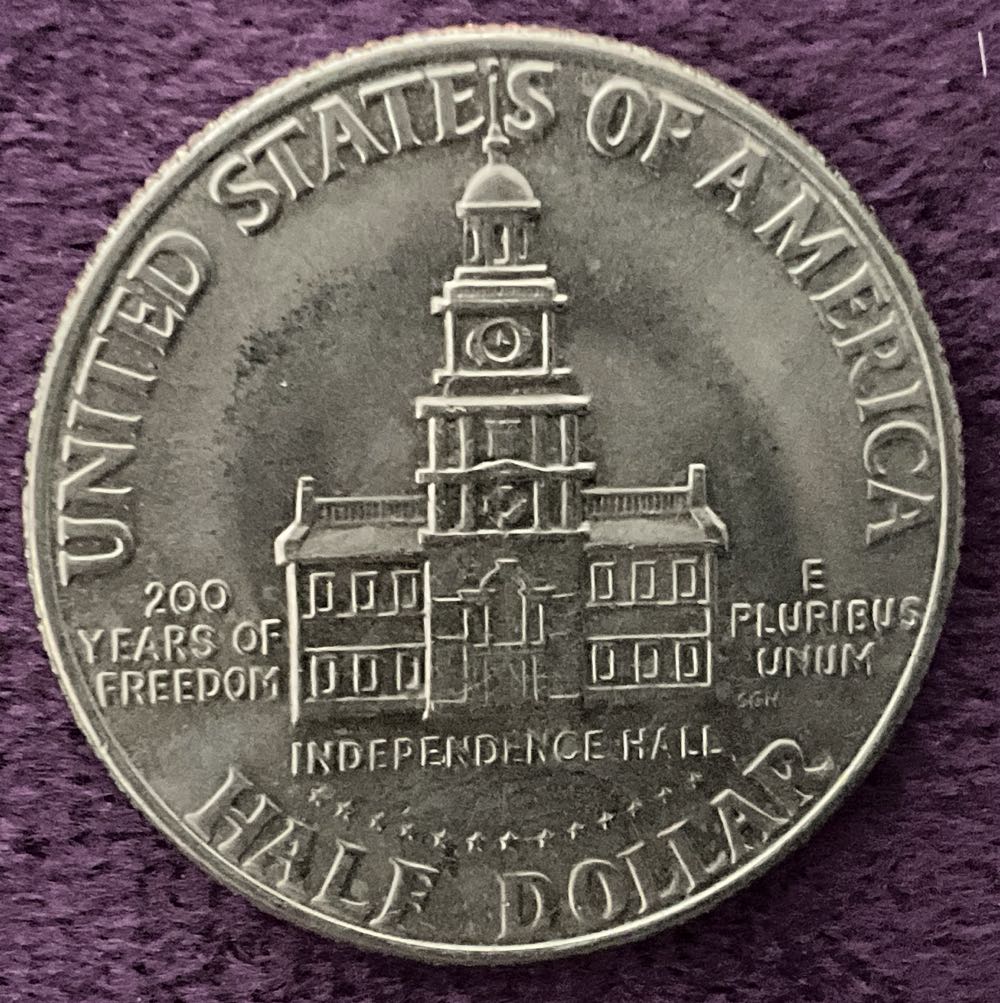 UNITED STATES OF AMERICA
200
YEARS OF
FREEDOM
E
PLURIBUS
UNUM
SGH
INDEPENDENCE HALL
HALF DOLLAR